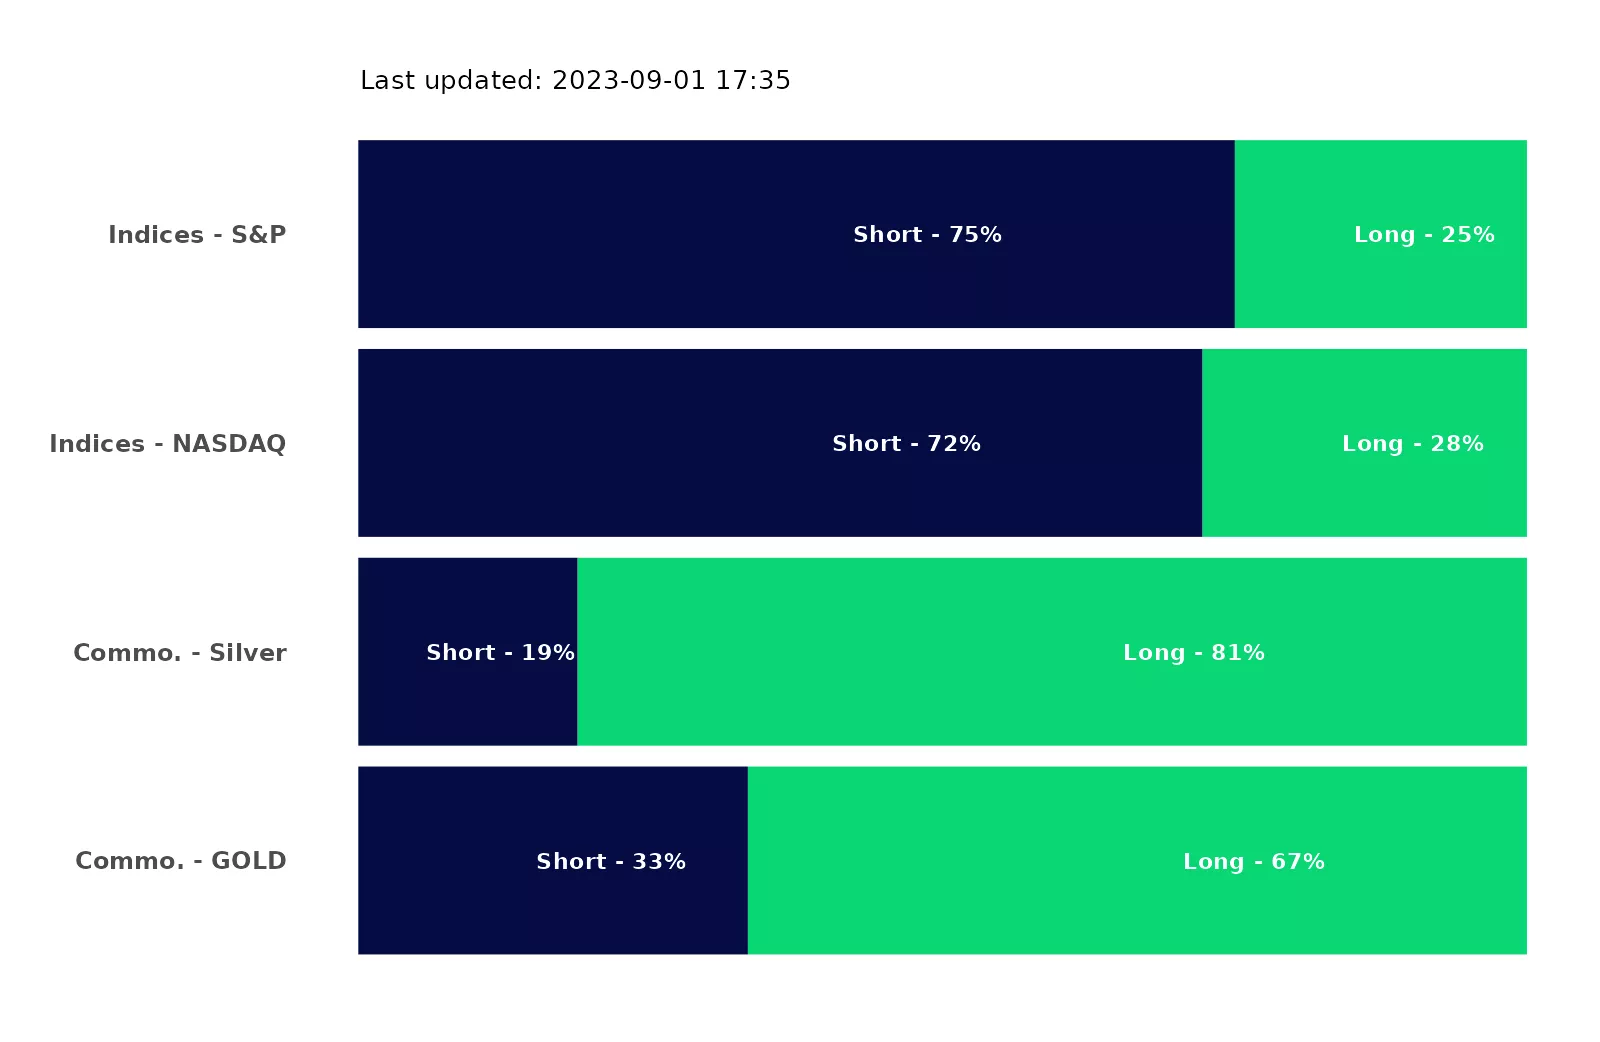 Last updated: 2023-09-01 17:35
Indices - S&P Short - 75% Long - 25%
Indices - NASDAQ Short - 72% Long - 28%
Commo. - Silver Short - 19% Long - 81%
Commo. - GOLD Short - 33% Long - 67%